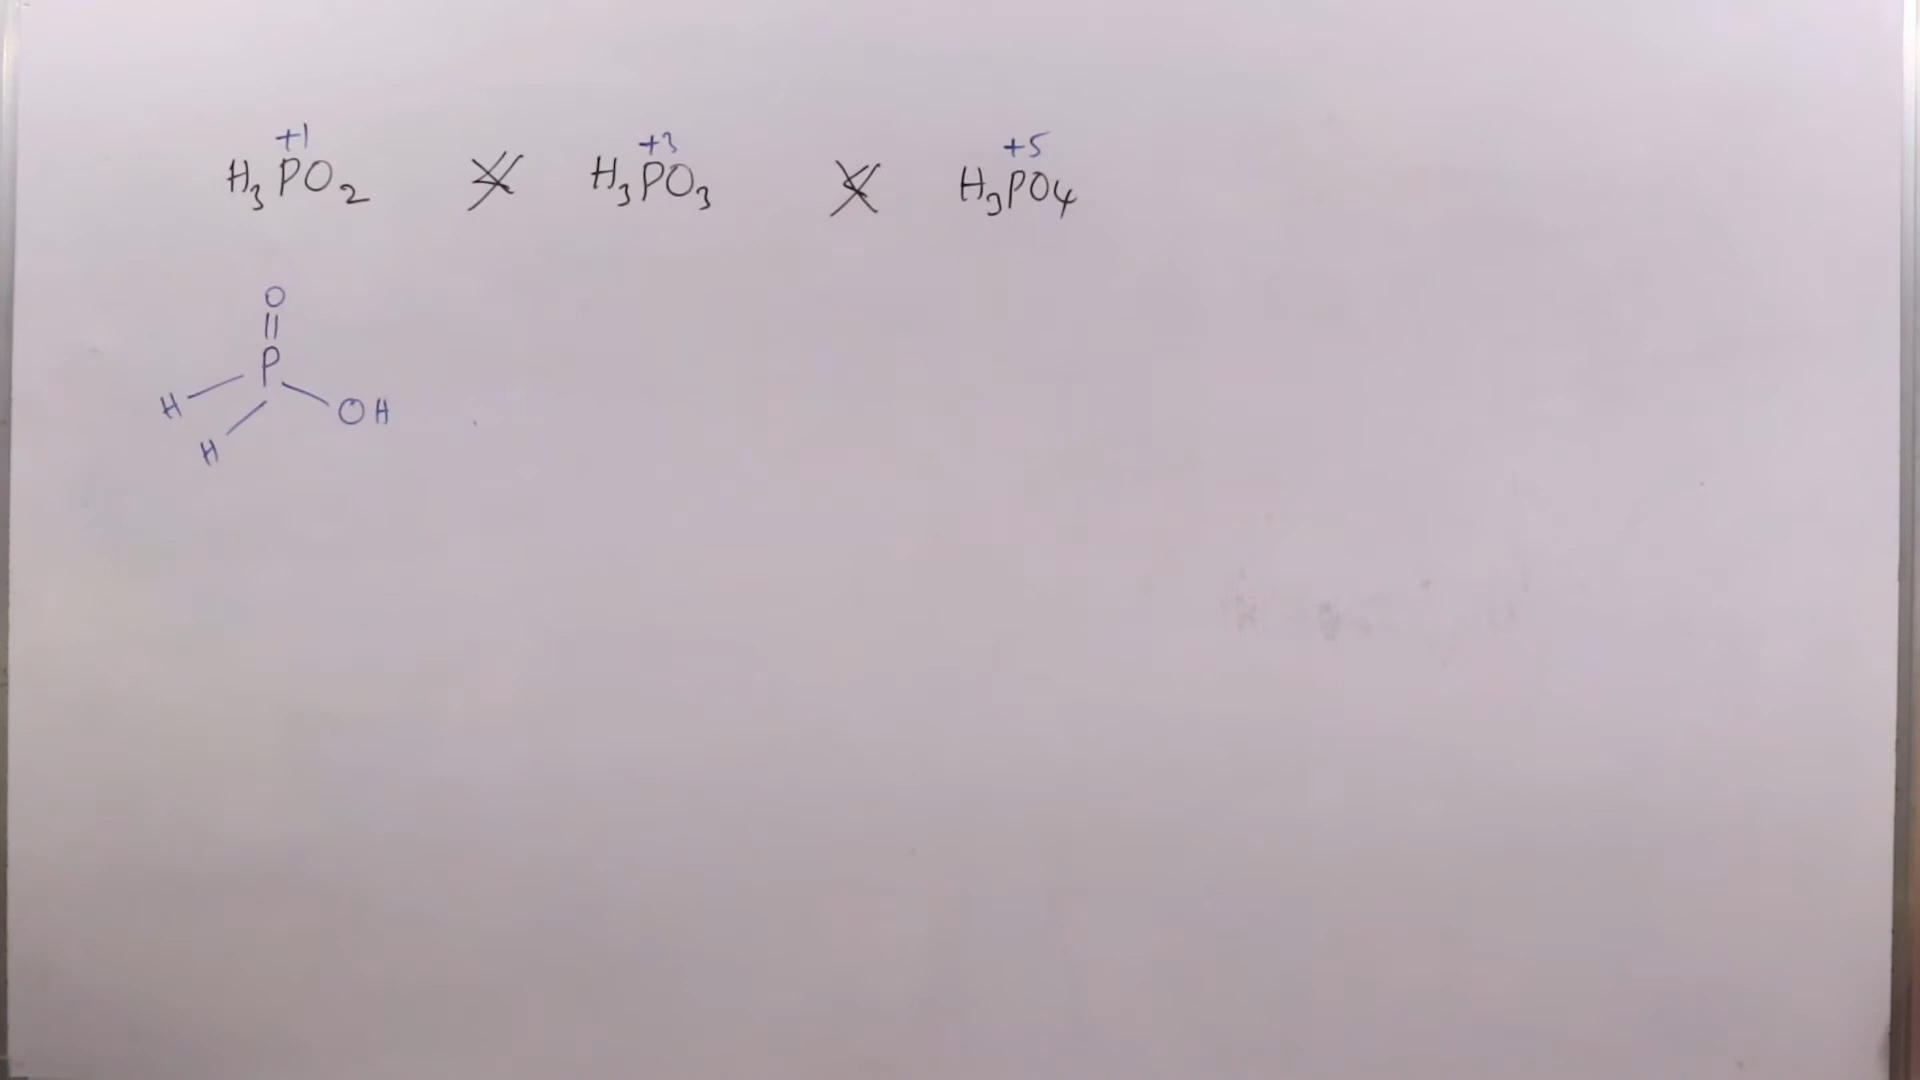 +1 +3 +5
H₃PO₂ < H₃PO₃ < H₃PO₄
O
P
H OH
H